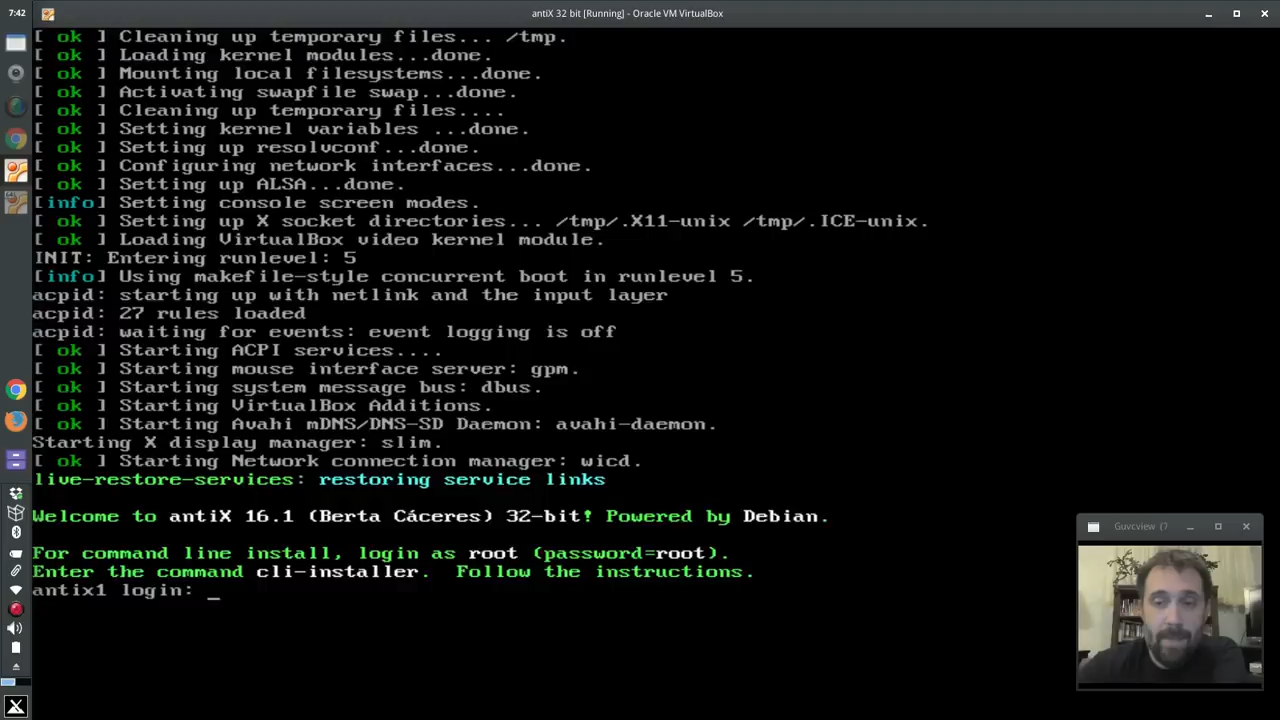 7:42
antiX 32 bit [Running] - Oracle VM VirtualBox
[ ok ] Cleaning up temporary files... /tmp.
[ ok ] Loading kernel modules...done.
[ ok ] Mounting local filesystems...done.
[ ok ] Activating swapfile swap...done.
[ ok ] Cleaning up temporary files....
[ ok ] Setting kernel variables ...done.
[ ok ] Setting up resolvconf...done.
[ ok ] Configuring network interfaces...done.
[ ok ] Setting up ALSA...done.
[info] Setting console screen modes.
[ ok ] Setting up X socket directories... /tmp/.X11-unix /tmp/.ICE-unix.
[ ok ] Loading VirtualBox video kernel module.
INIT: Entering runlevel: 5
[info] Using makefile-style concurrent boot in runlevel 5.
acpid: starting up with netlink and the input layer
acpid: 27 rules loaded
acpid: waiting for events: event logging is off
[ ok ] Starting ACPI services....
[ ok ] Starting mouse interface server: gpm.
[ ok ] Starting system message bus: dbus.
[ ok ] Starting VirtualBox Additions.
[ ok ] Starting Avahi mDNS/DNS-SD Daemon: avahi-daemon.
Starting X display manager: slim.
[ ok ] Starting Network connection manager: wicd.
live-restore-services: restoring service links
Welcome to antiX 16.1 (Berta Cáceres) 32-bit! Powered by Debian.
For command line install, login as root (password=root).
Enter the command cli-installer.  Follow the instructions.
antix1 login: _
Guvcview (?